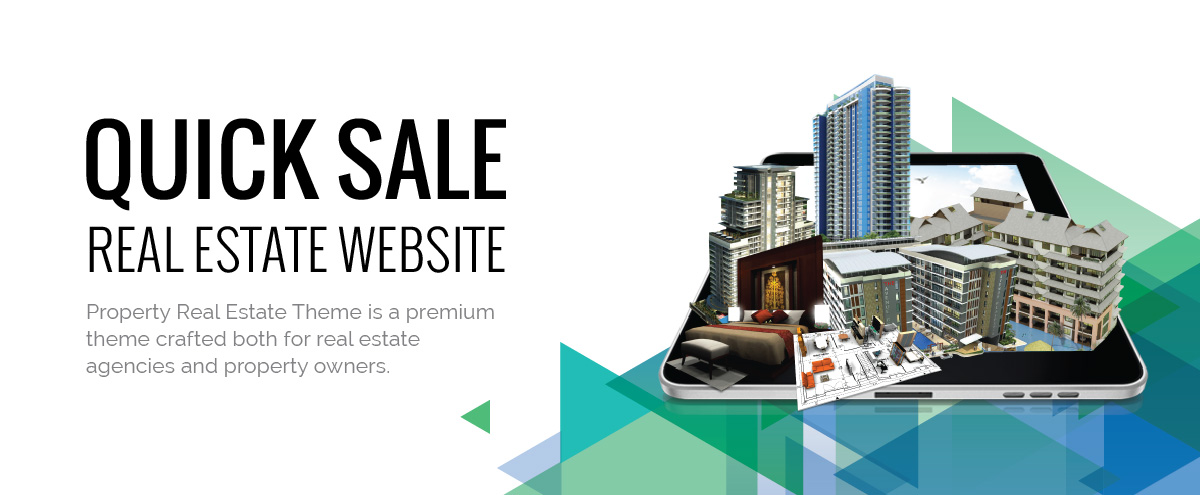 QUICK SALE
REAL ESTATE WEBSITE
Property Real Estate Theme is a premium
theme crafted both for real estate
agencies and property owners.